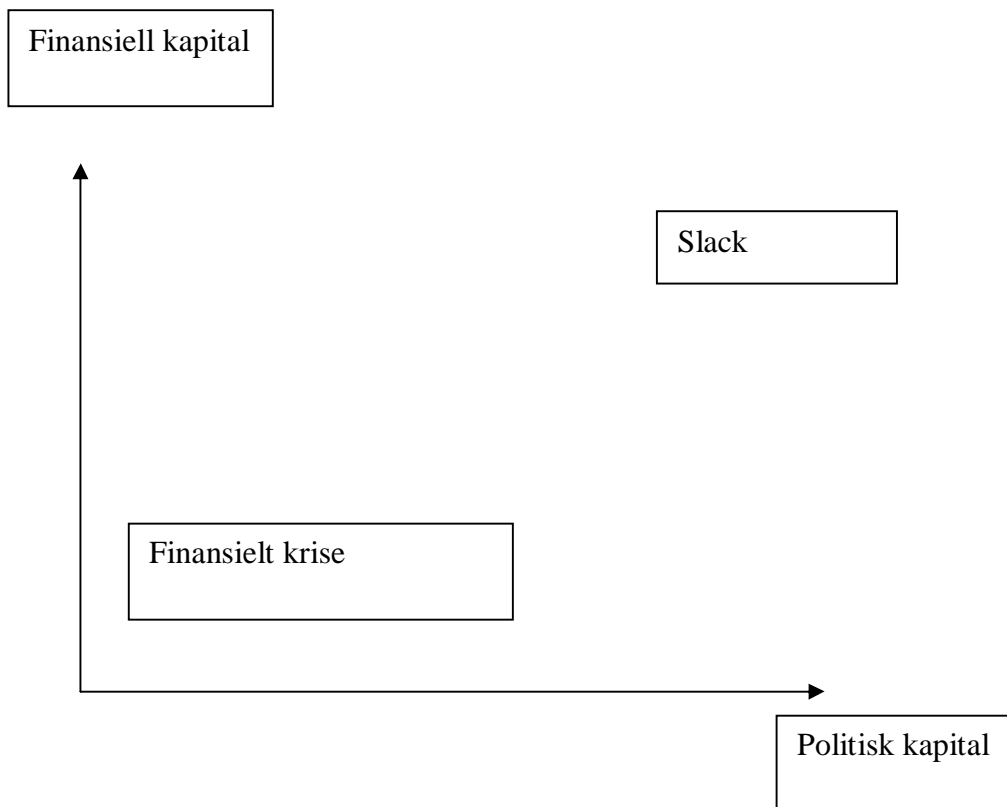 Finansiell kapital
Slack
Finansielt krise
Politisk kapital